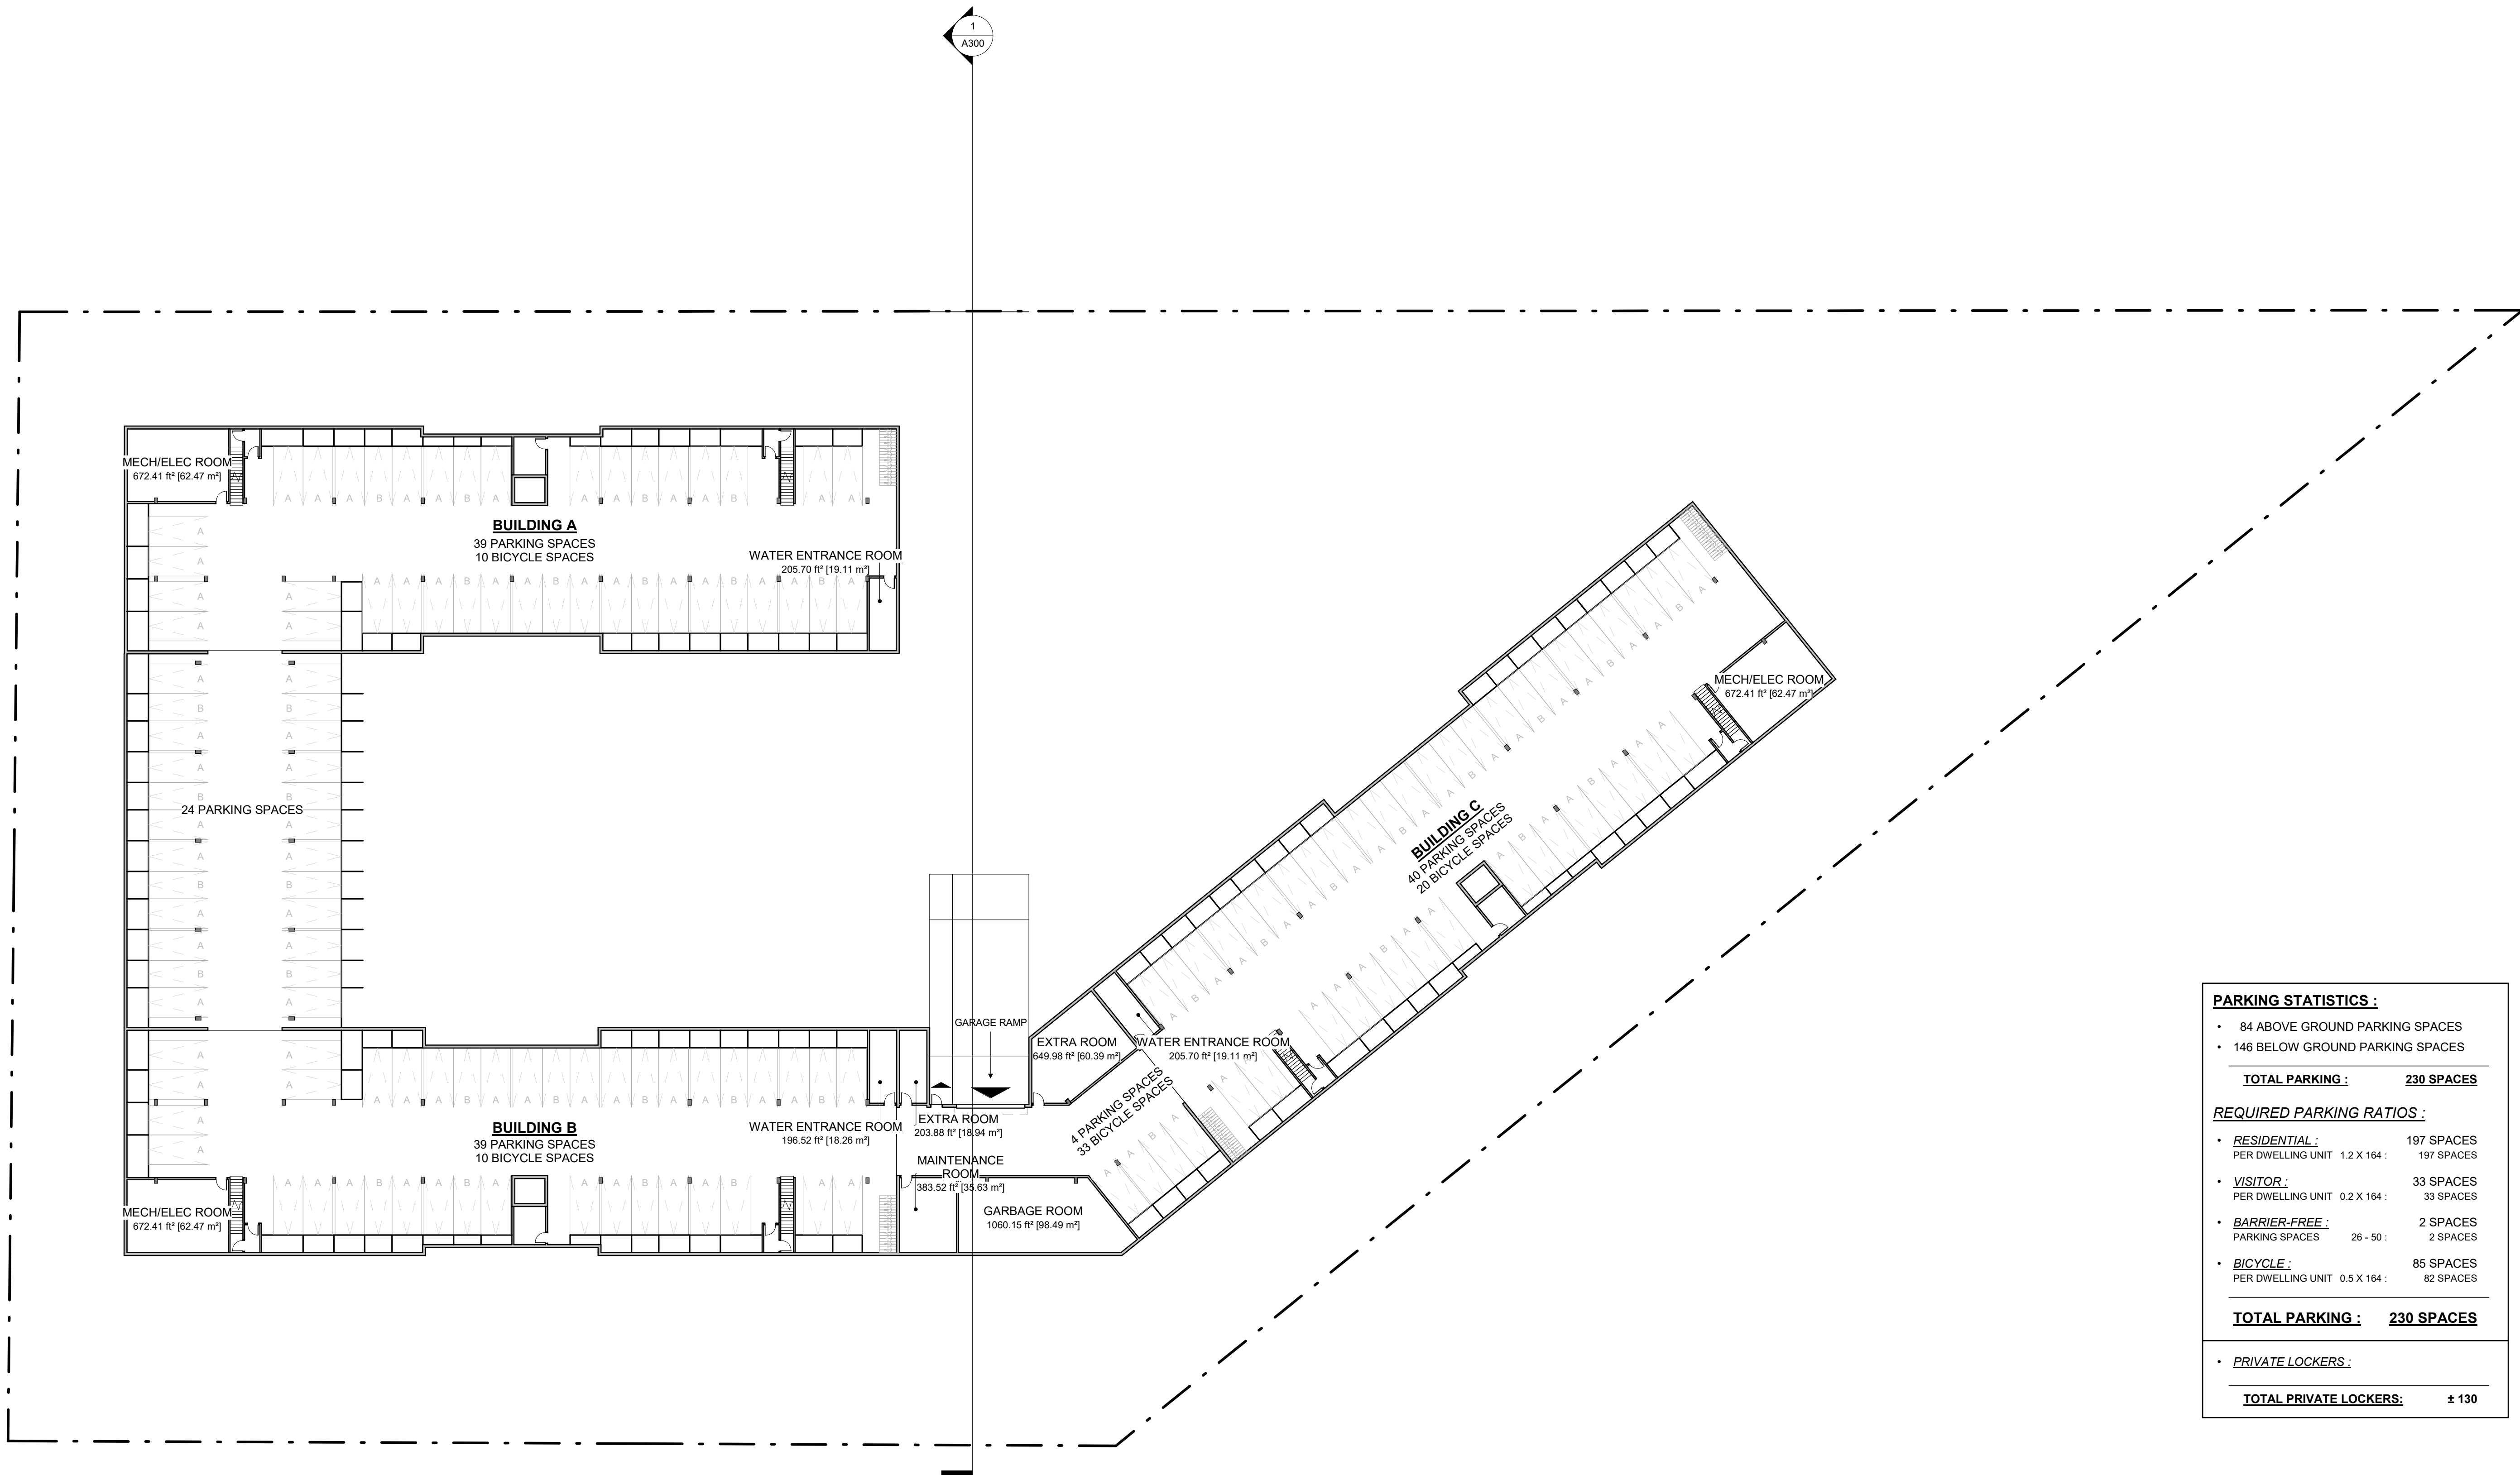 1
A300
MECH/ELEC ROOM
672.41 ft² [62.47 m²]
A A A B A A B A A A B A A B A A
BUILDING A
39 PARKING SPACES
10 BICYCLE SPACES
WATER ENTRANCE ROOM
205.70 ft² [19.11 m²]
A A A B A A A B A A B A A B A A B A
24 PARKING SPACES
MECH/ELEC ROOM
672.41 ft² [62.47 m²]
BUILDING C
40 PARKING SPACES
20 BICYCLE SPACES
GARAGE RAMP
EXTRA ROOM
649.98 ft² [60.39 m²]
WATER ENTRANCE ROOM
205.70 ft² [19.11 m²]
4 PARKING SPACES
33 BICYCLE SPACES
BUILDING B
39 PARKING SPACES
10 BICYCLE SPACES
WATER ENTRANCE ROOM
196.52 ft² [18.26 m²]
EXTRA ROOM
203.88 ft² [18.94 m²]
MAINTENANCE
ROOM
383.52 ft² [35.63 m²]
MECH/ELEC ROOM
672.41 ft² [62.47 m²]
GARBAGE ROOM
1060.15 ft² [98.49 m²]
PARKING STATISTICS :
• 84 ABOVE GROUND PARKING SPACES
• 146 BELOW GROUND PARKING SPACES
TOTAL PARKING : 230 SPACES
REQUIRED PARKING RATIOS :
• RESIDENTIAL : 197 SPACES
PER DWELLING UNIT 1.2 X 164 : 197 SPACES
• VISITOR : 33 SPACES
PER DWELLING UNIT 0.2 X 164 : 33 SPACES
• BARRIER-FREE : 2 SPACES
PARKING SPACES 26 - 50 : 2 SPACES
• BICYCLE : 85 SPACES
PER DWELLING UNIT 0.5 X 164 : 82 SPACES
TOTAL PARKING : 230 SPACES
• PRIVATE LOCKERS :
TOTAL PRIVATE LOCKERS: ± 130